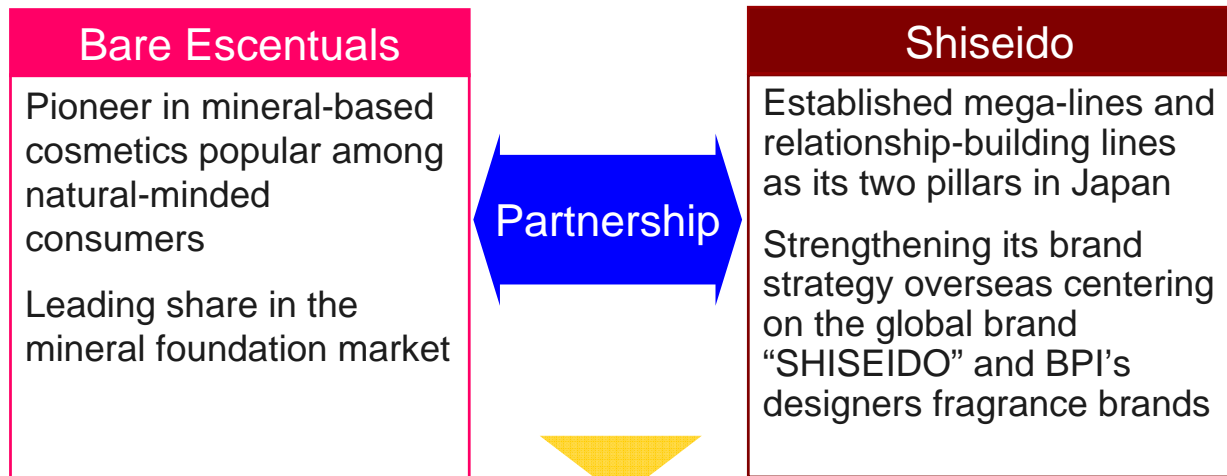 Bare Escentuals
Pioneer in mineral-based
cosmetics popular among
natural-minded
consumers
Leading share in the
mineral foundation market
Partnership
Shiseido
Established mega-lines and
relationship-building lines
as its two pillars in Japan
Strengthening its brand
strategy overseas centering
on the global brand
“SHISEIDO” and BPI’s
designers fragrance brands